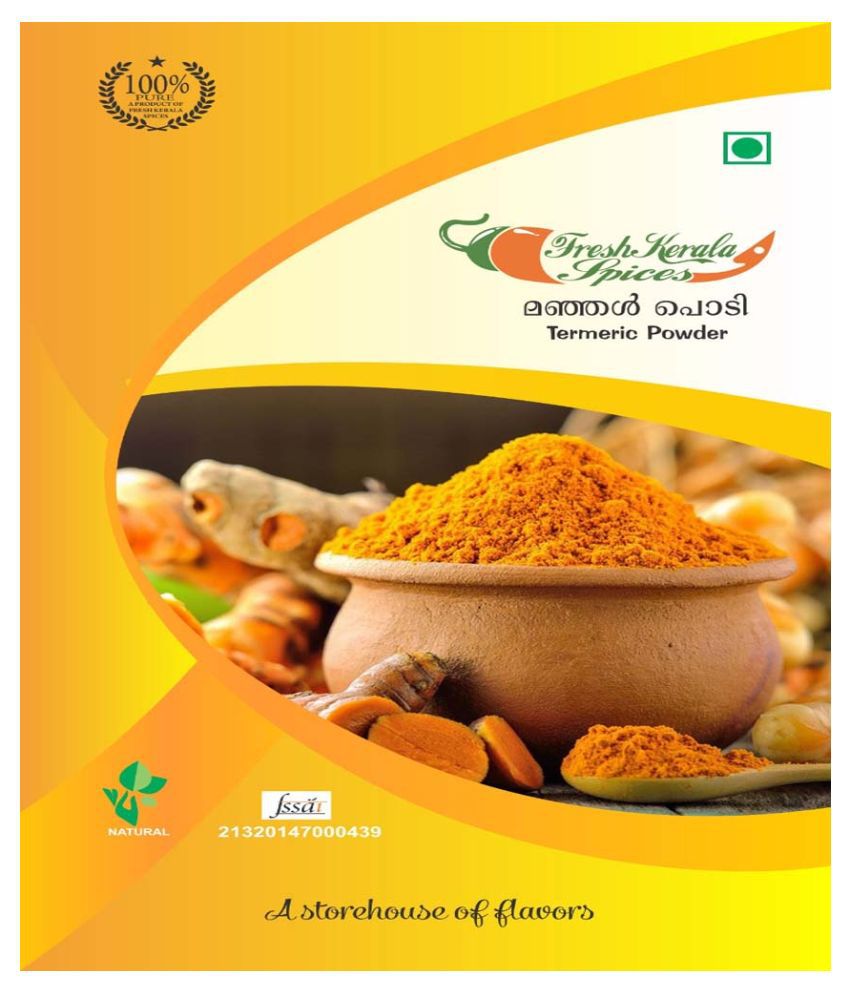 100%
PURE
A PRODUCT OF
FRESH KERALA
SPICES
Fresh Kerala
Spices
മഞ്ഞൾ പൊടി
Termeric Powder
NATURAL
fssai
21320147000439
A storehouse of flavors